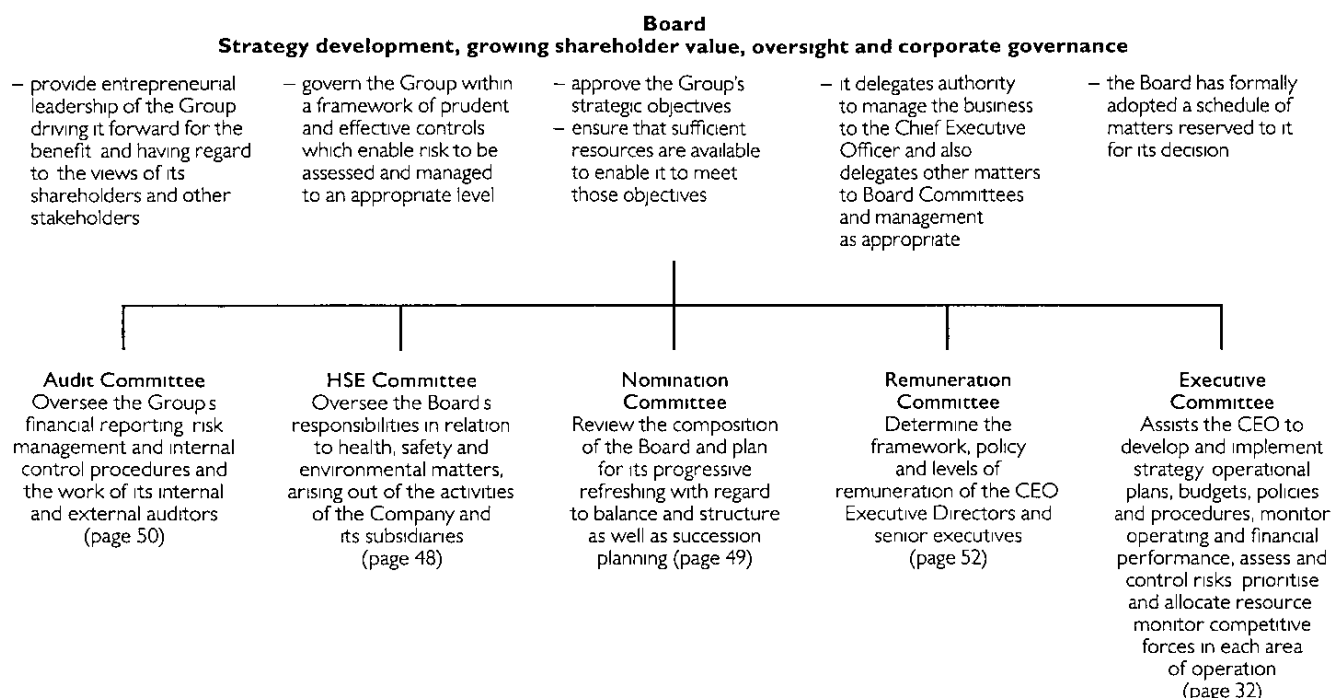 Board
Strategy development, growing shareholder value, oversight and corporate governance
– provide entrepreneurial
leadership of the Group
driving it forward for the
benefit and having regard
to the views of its
shareholders and other
stakeholders
– govern the Group within
a framework of prudent
and effective controls
which enable risk to be
assessed and managed
to an appropriate level
– approve the Group's
strategic objectives
– ensure that sufficient
resources are available
to enable it to meet
those objectives
– it delegates authority
to manage the business
to the Chief Executive
Officer and also
delegates other matters
to Board Committees
and management
as appropriate
– the Board has formally
adopted a schedule of
matters reserved to it
for its decision
Audit Committee
Oversee the Group s
financial reporting risk
management and internal
control procedures and
the work of its internal
and external auditors
(page 50)
HSE Committee
Oversee the Board s
responsibilities in relation
to health, safety and
environmental matters,
arising out of the activities
of the Company and
its subsidiaries
(page 48)
Nomination
Committee
Review the composition
of the Board and plan
for its progressive
refreshing with regard
to balance and structure
as well as succession
planning (page 49)
Remuneration
Committee
Determine the
framework, policy
and levels of
remuneration of the CEO
Executive Directors and
senior executives
(page 52)
Executive
Committee
Assists the CEO to
develop and implement
strategy operational
plans, budgets, policies
and procedures, monitor
operating and financial
performance, assess and
control risks prioritise
and allocate resource
monitor competitive
forces in each area
of operation
(page 32)